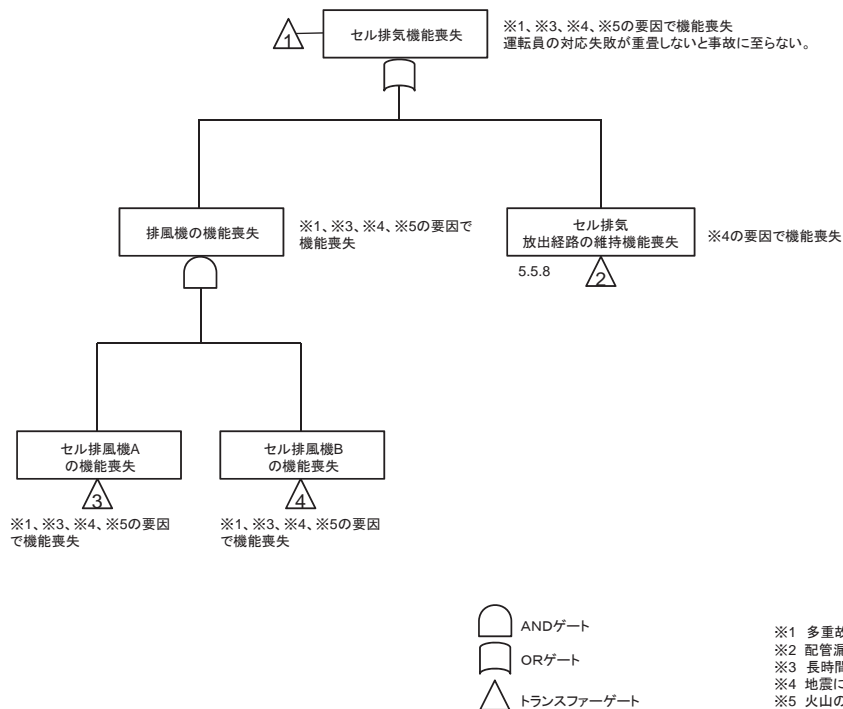 1
セル排気機能喪失
※1、※3、※4、※5の要因で機能喪失
運転員の対応失敗が重畳しないと事故に至らない。
排風機の機能喪失
※1、※3、※4、※5の要因で
機能喪失
セル排気
放出経路の維持機能喪失
※4の要因で機能喪失
5.5.8
2
セル排風機A
の機能喪失
セル排風機B
の機能喪失
3
4
※1、※3、※4、※5の要因
で機能喪失
※1、※3、※4、※5の要因
で機能喪失
ANDゲート
ORゲート
トランスファーゲート
※1 多重故
※2 配管漏
※3 長時間
※4 地震に
※5 火山の